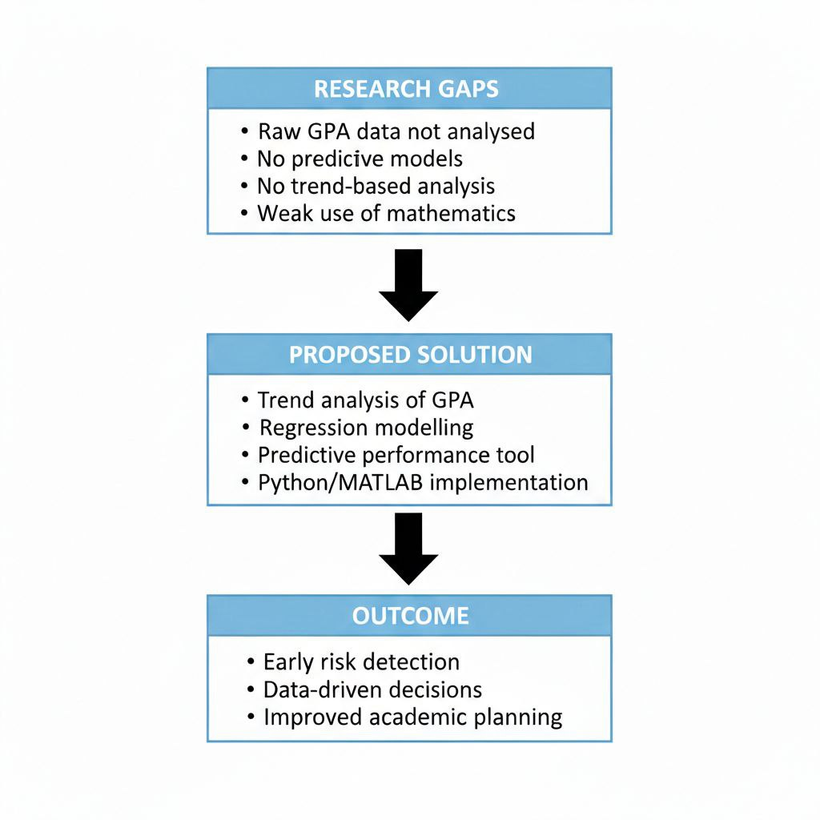 RESEARCH GAPS
• Raw GPA data not analysed
• No predicive models
• No trend-based analysis
• Weak use of mathematics
PROPOSED SOLUTION
• Trend analysis of GPA
• Regression modelling
• Predictive performance tool
• Python/MATLAB implementation
OUTCOME
• Early risk detection
• Data-driven decisions
• Improved academic planning